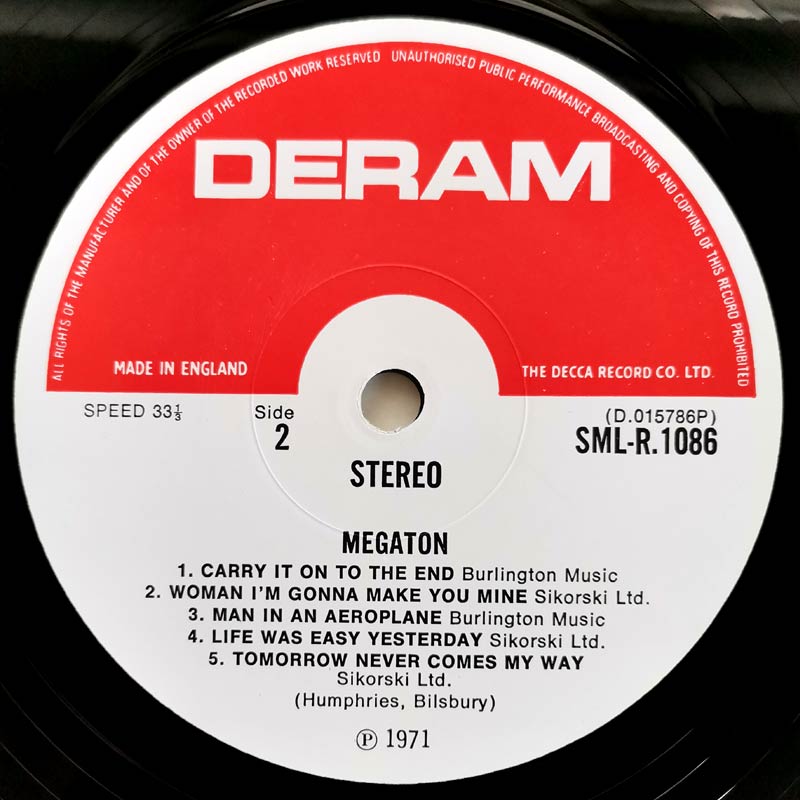 ALL RIGHTS OF THE MANUFACTURER AND OF THE OWNER OF THE RECORDED WORK RESERVED UNAUTHORISED PUBLIC PERFORMANCE BROADCASTING AND COPYING OF THIS RECORD PROHIBITED
DERAM
MADE IN ENGLAND
THE DECCA RECORD CO. LTD.
SPEED 33⅓
Side
2
(D.015786P)
SML-R.1086
STEREO
MEGATON
1. CARRY IT ON TO THE END Burlington Music
2. WOMAN I'M GONNA MAKE YOU MINE Sikorski Ltd.
3. MAN IN AN AEROPLANE Burlington Music
4. LIFE WAS EASY YESTERDAY Sikorski Ltd.
5. TOMORROW NEVER COMES MY WAY
Sikorski Ltd.
(Humphries, Bilsbury)
℗ 1971